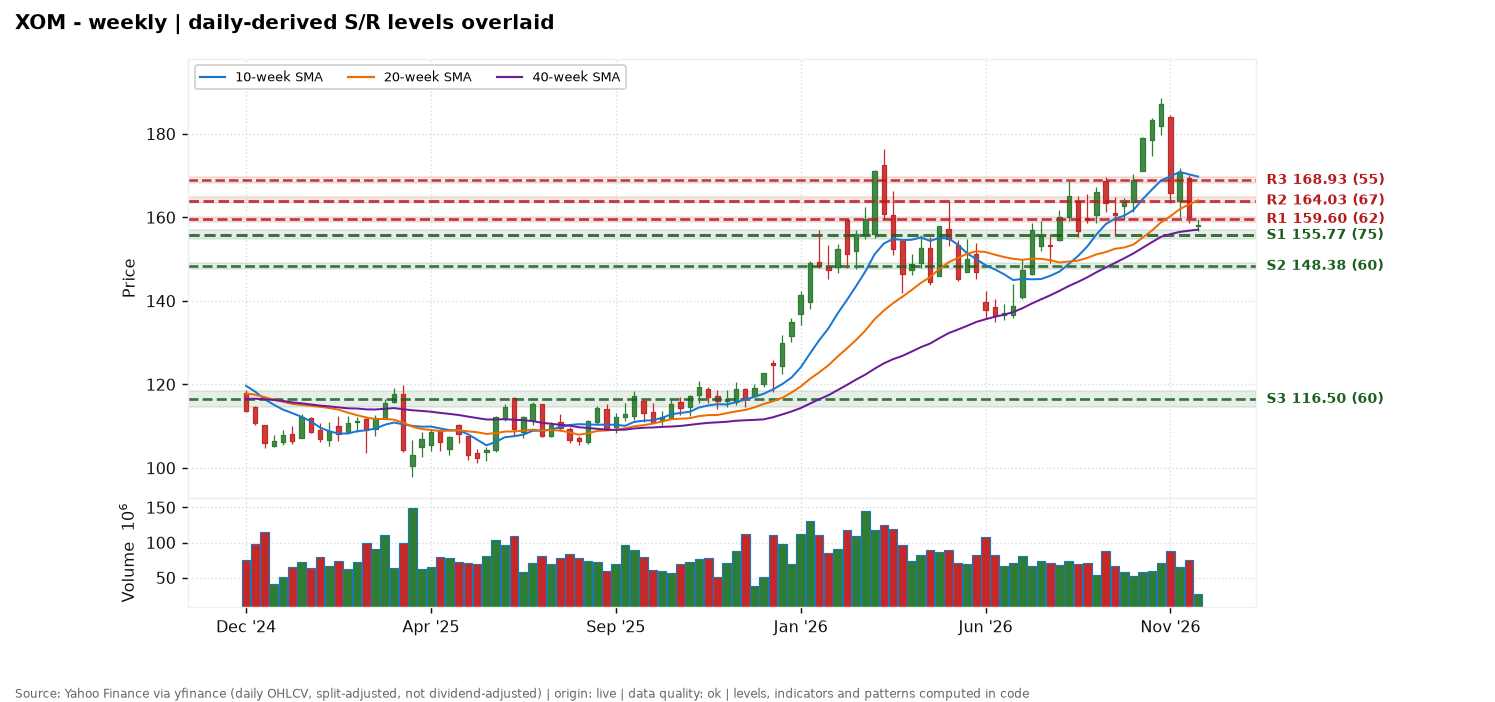 XOM - weekly | daily-derived S/R levels overlaid
10-week SMA 20-week SMA 40-week SMA
Price
180
160
140
120
100
R3 168.93 (55)
R2 164.03 (67)
R1 159.60 (62)
S1 155.77 (75)
S2 148.38 (60)
S3 116.50 (60)
Volume 10⁶
150
100
50
Dec '24 Apr '25 Sep '25 Jan '26 Jun '26 Nov '26
Source: Yahoo Finance via yfinance (daily OHLCV, split-adjusted, not dividend-adjusted) | origin: live | data quality: ok | levels, indicators and patterns computed in code